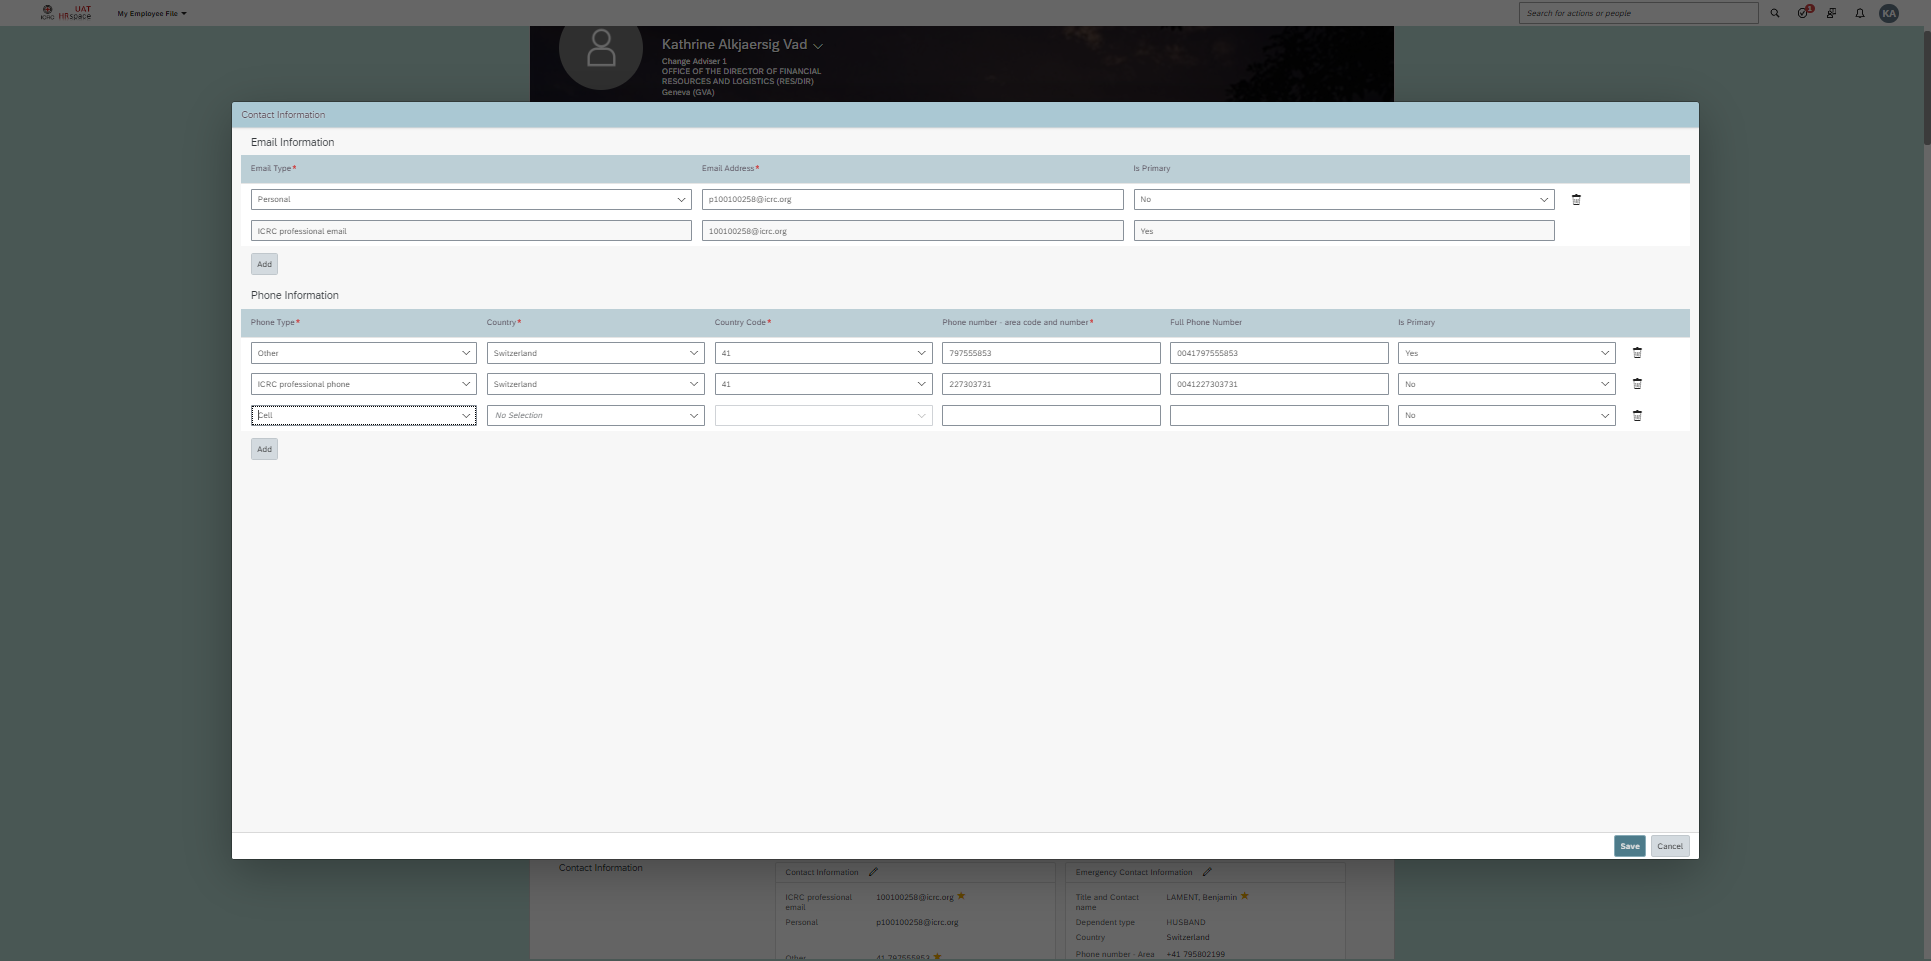 ICRC
UAT
HRspace
My Employee File
Search for actions or people
1
KA
Kathrine Alkjaersig Vad
Change Adviser 1
OFFICE OF THE DIRECTOR OF FINANCIAL
RESOURCES AND LOGISTICS (RES/DIR)
Geneva (GVA)
Contact Information
Email Information
Email Type* Email Address* Is Primary
Personal p100100258@icrc.org No
ICRC professional email 100100258@icrc.org Yes
Add
Phone Information
Phone Type* Country* Country Code* Phone number - area code and number* Full Phone Number Is Primary
Other Switzerland 41 797555853 0041797555853 Yes
ICRC professional phone Switzerland 41 227303731 0041227303731 No
Cell No Selection No
Add
Save Cancel
Contact Information
Contact Information
ICRC professional
email
100100258@icrc.org
Personal p100100258@icrc.org
Other 41 797555853
Emergency Contact Information
Title and Contact
name
LAMENT, Benjamin
Dependent type HUSBAND
Country Switzerland
Phone number - Area +41 795802199